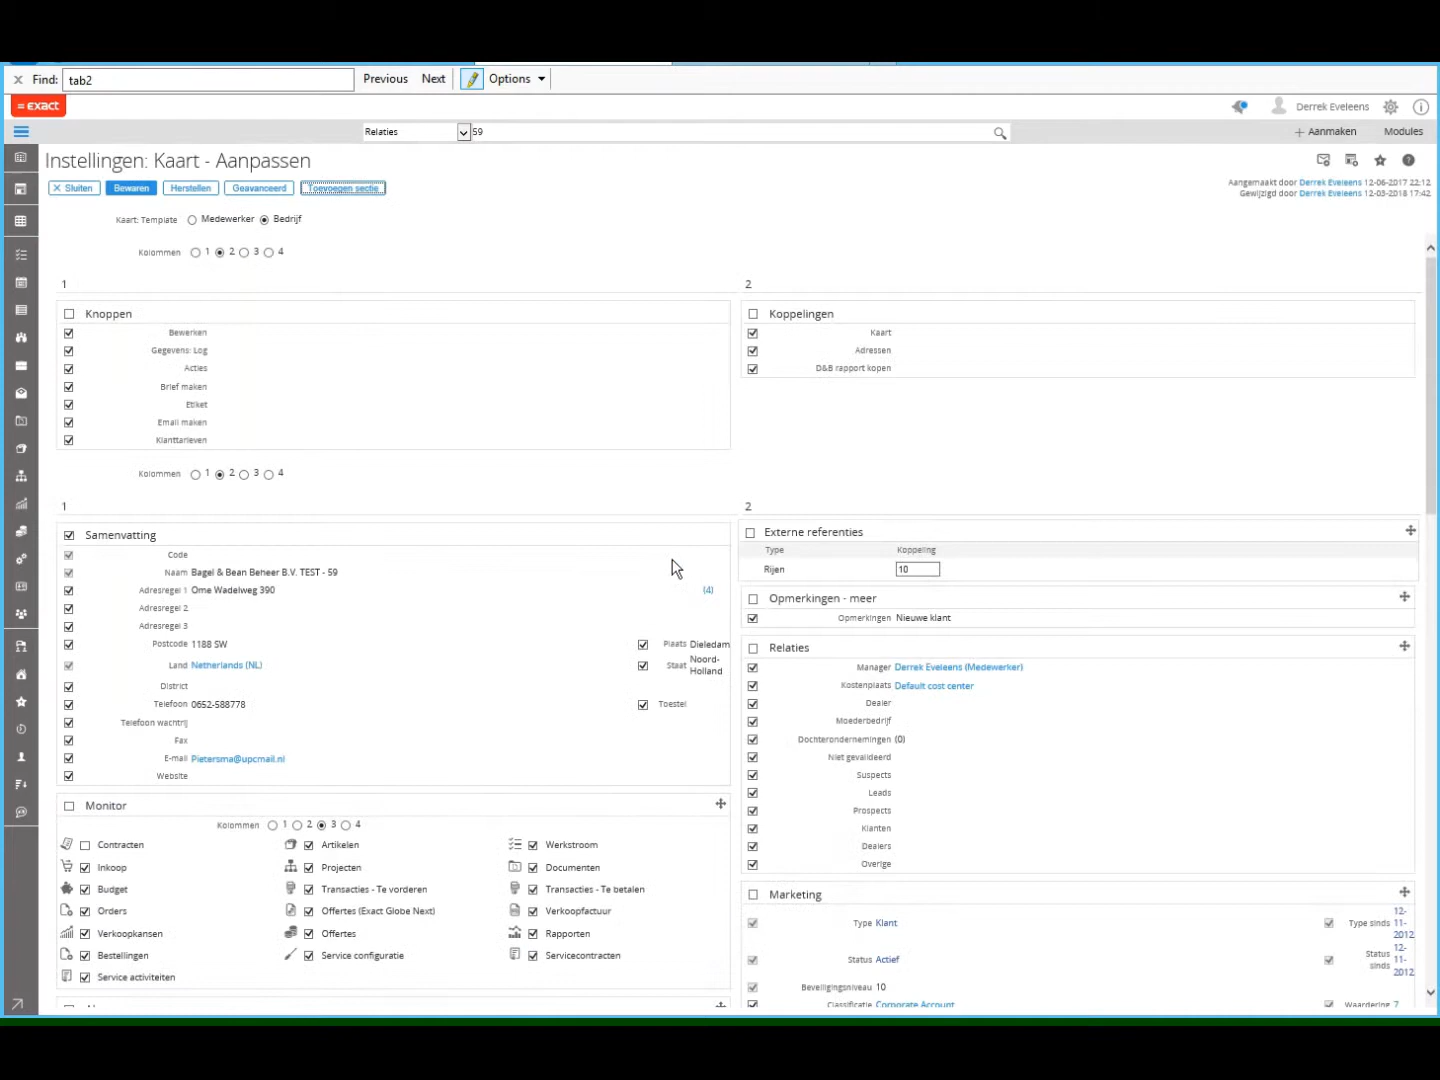 Find: tab2 Previous Next Options
= exact Derrek Eveleens
Relaties 59 Aanmaken Modules
Instellingen: Kaart - Aanpassen
Sluiten Bewaren Herstellen Geavanceerd Toevoegen sectie
Aangemaakt door Derrek Eveleens 12-06-2017 22:12
Gewijzigd door Derrek Eveleens 12-03-2018 17:42
Kaart: Template Medewerker Bedrijf
Kolommen 1 2 3 4
1 2
Knoppen
Bewerken
Gegevens: Log
Acties
Brief maken
Etiket
Email maken
Klanttarieven
Koppelingen
Kaart
Adressen
D&B rapport kopen
Kolommen 1 2 3 4
1 2
Samenvatting
Code
Naam Bagel & Bean Beheer B.V. TEST - 59
Adresregel 1 Ome Wadelweg 390 (4)
Adresregel 2
Adresregel 3
Postcode 1188 SW Plaats Dieledam
Land Netherlands (NL) Staat Noord-
Holland
District
Telefoon 0652-588778 Toestel
Telefoon wachtrij
Fax
E-mail Pietersma@upcmail.nl
Website
Monitor
Kolommen 1 2 3 4
Contracten Artikelen Werkstroom
Inkoop Projecten Documenten
Budget Transacties - Te vorderen Transacties - Te betalen
Orders Offertes (Exact Globe Next) Verkoopfactuur
Verkoopkansen Offertes Rapporten
Bestellingen Service configuratie Servicecontracten
Service activiteiten
Externe referenties
Type Koppeling
Rijen 10
Opmerkingen - meer
Opmerkingen Nieuwe klant
Relaties
Manager Derrek Eveleens (Medewerker)
Kostenplaats Default cost center
Dealer
Moederbedrijf
Dochterondernemingen (0)
Niet gevalideerd
Suspects
Leads
Prospects
Klanten
Dealers
Overige
Marketing
Type Klant Type sinds 12-
11-
2012
Status Actief Status sinds 12-
11-
2012
Beveiligingsniveau 10
Classificatie Corporate Account Waardering 7